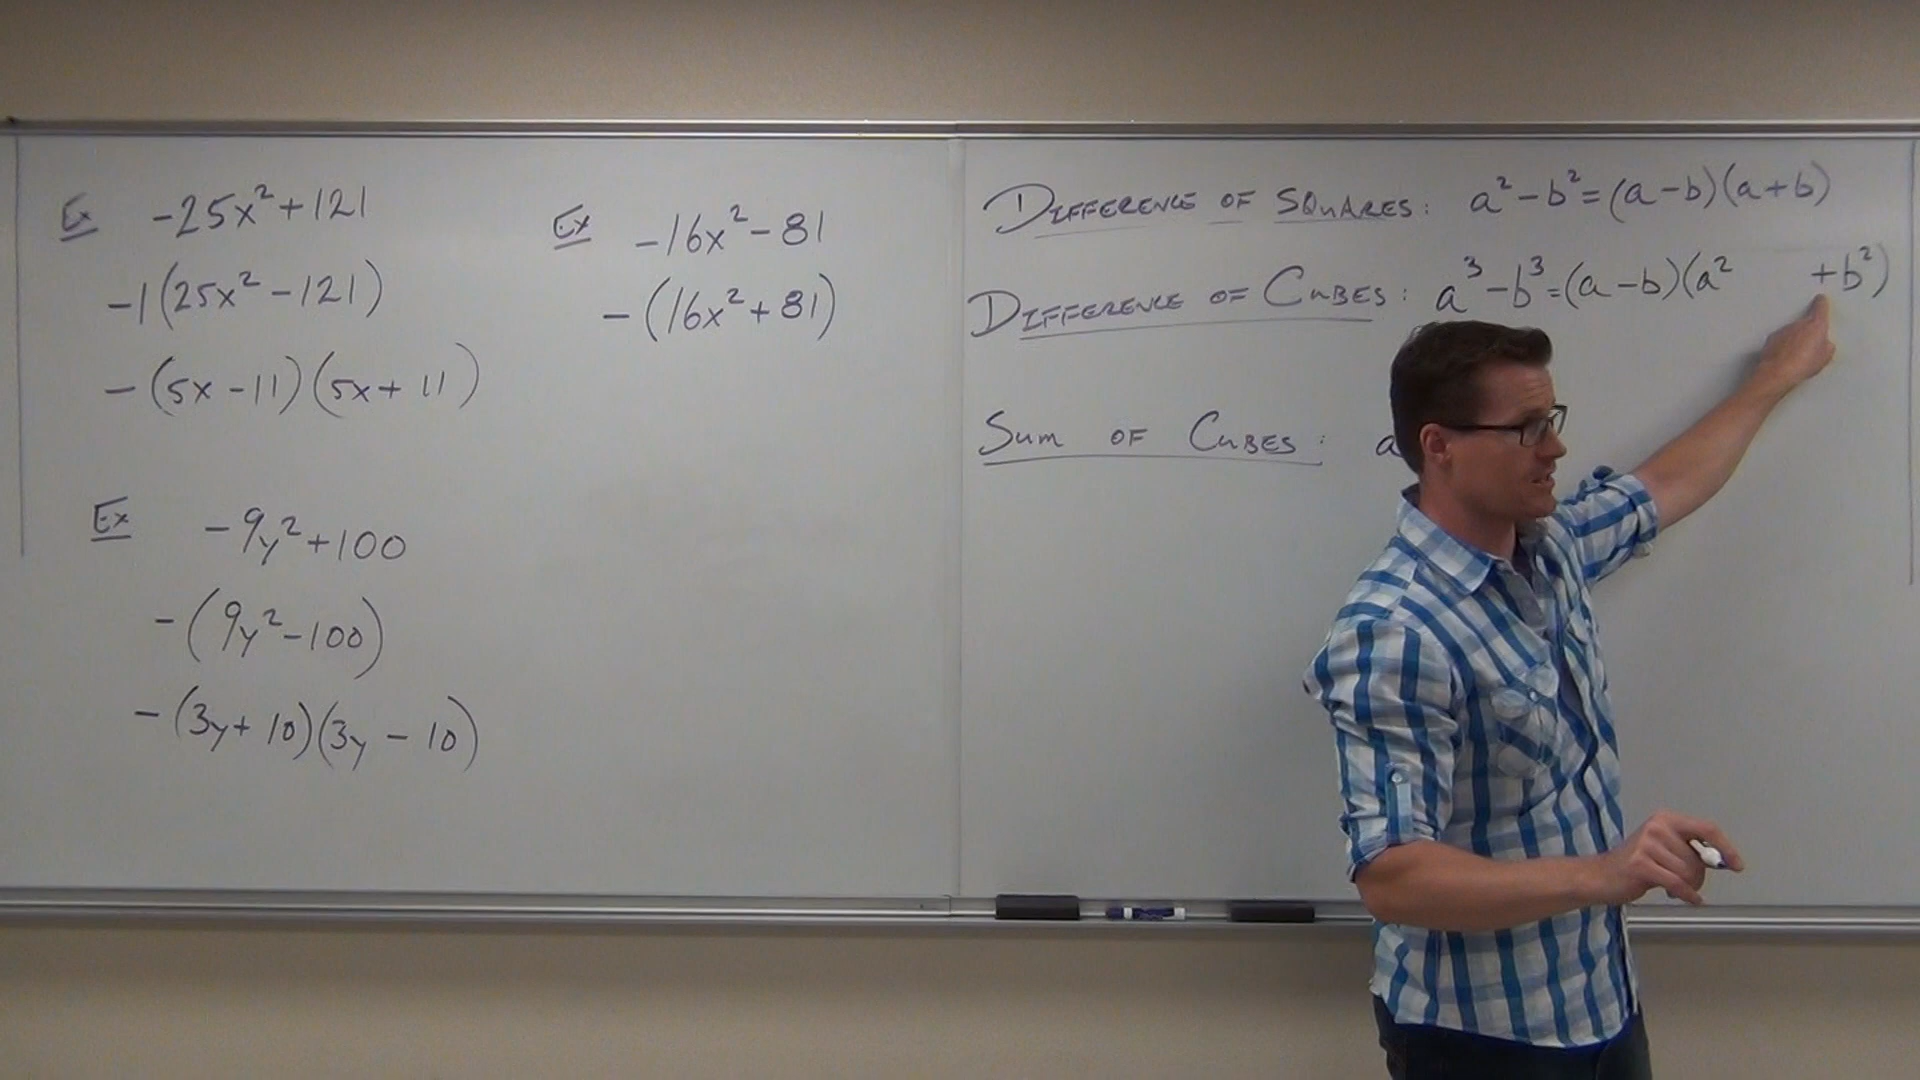 Ex -25x²+121
-1(25x²-121)
-(5x-11)(5x+11)
Ex -9y²+100
-(9y²-100)
-(3y+10)(3y-10)
Ex -16x²-81
-(16x²+81)
DIFFERENCE OF SQUARES: a²-b²=(a-b)(a+b)
DIFFERENCE OF CUBES: a³-b³=(a-b)(a² +b²)
SUM OF CUBES: a